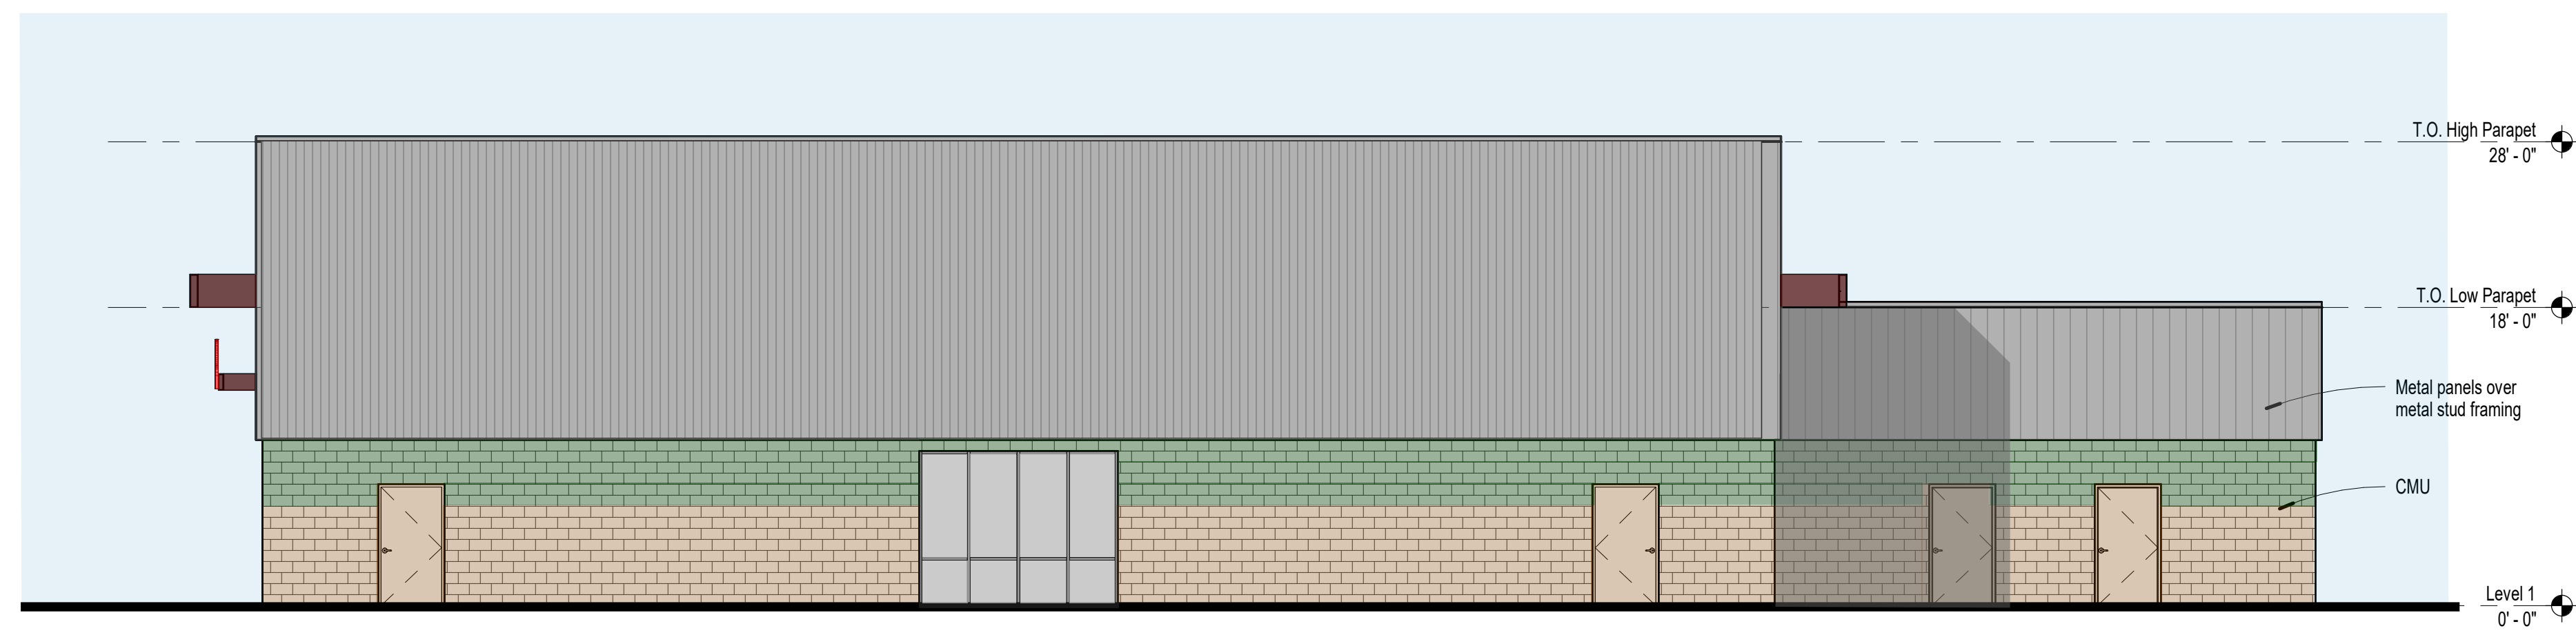 T.O. High Parapet
28' - 0"
T.O. Low Parapet
18' - 0"
Metal panels over
metal stud framing
CMU
Level 1
0' - 0"